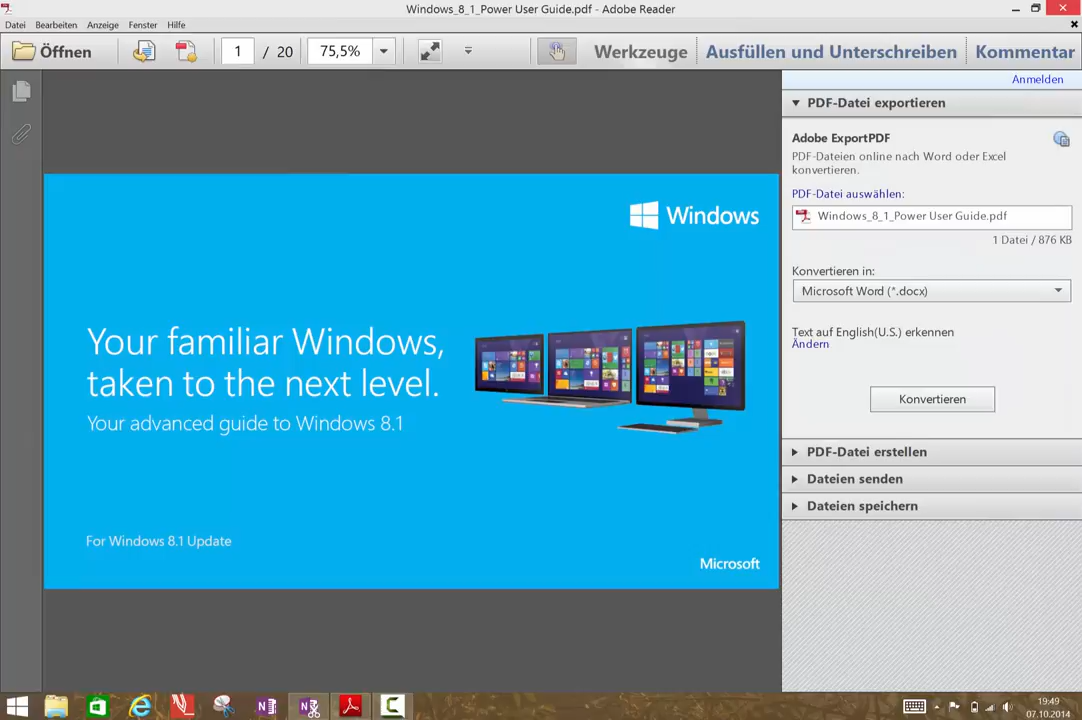 Windows_8_1_Power User Guide.pdf - Adobe Reader
Datei Bearbeiten Anzeige Fenster Hilfe
Öffnen 1 / 20 75,5% Werkzeuge Ausfüllen und Unterschreiben Kommentar
Anmelden
PDF-Datei exportieren
Adobe ExportPDF
PDF-Dateien online nach Word oder Excel
konvertieren.
PDF-Datei auswählen:
Windows_8_1_Power User Guide.pdf
1 Datei / 876 KB
Konvertieren in:
Microsoft Word (*.docx)
Text auf English(U.S.) erkennen
Ändern
Konvertieren
PDF-Datei erstellen
Dateien senden
Dateien speichern
Windows
Your familiar Windows,
taken to the next level.
Your advanced guide to Windows 8.1
For Windows 8.1 Update
Microsoft
19:49
07.10.2014